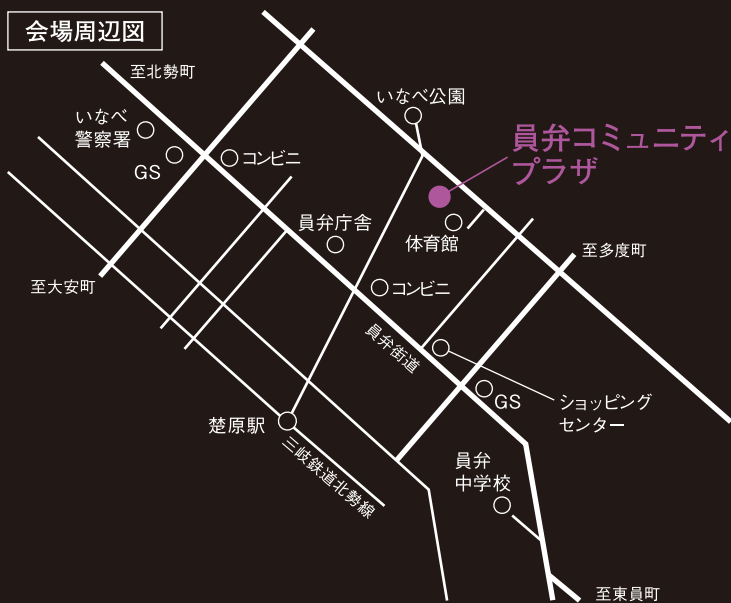 会場周辺図
至北勢町
いなべ公園
いなべ
警察署
GS
コンビニ
員弁コミュニティ
プラザ
員弁庁舎
体育館
至多度町
至大安町
コンビニ
員弁街道
ショッピング
センター
GS
楚原駅
三岐鉄道北勢線
員弁
中学校
至東員町